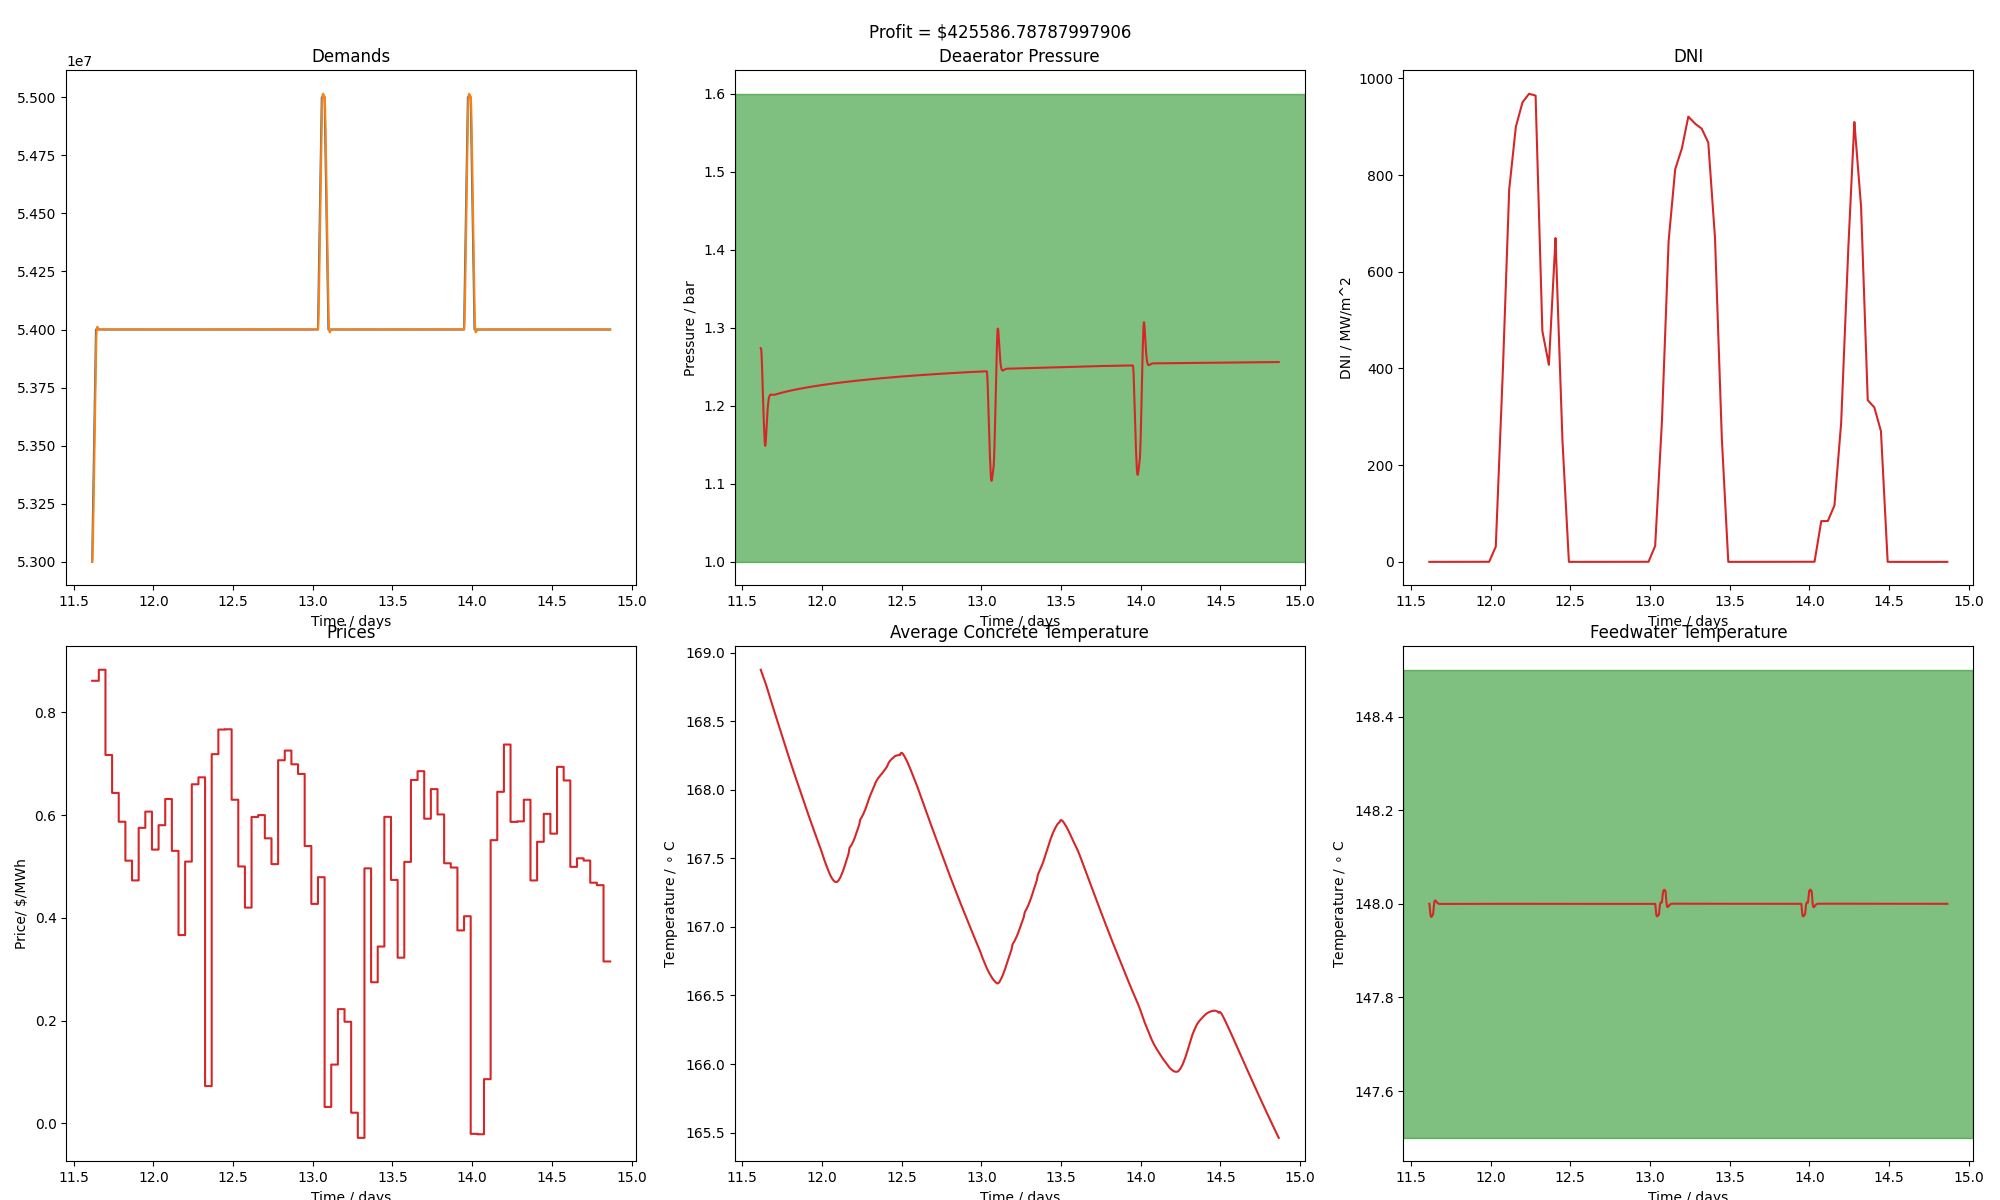 Profit = $425586.78787997906
Demands
1e7
5.500
5.475
5.450
5.425
5.400
5.375
5.350
5.325
5.300
11.5 12.0 12.5 13.0 13.5 14.0 14.5 15.0
Time / days
Deaerator Pressure
Pressure / bar
1.6
1.5
1.4
1.3
1.2
1.1
1.0
11.5 12.0 12.5 13.0 13.5 14.0 14.5 15.0
Time / days
DNI
DNI / MW/m^2
1000
800
600
400
200
0
11.5 12.0 12.5 13.0 13.5 14.0 14.5 15.0
Time / days
Prices
Price/ $/MWh
0.8
0.6
0.4
0.2
0.0
11.5 12.0 12.5 13.0 13.5 14.0 14.5 15.0
Time / days
Average Concrete Temperature
Temperature / ∘ C
169.0
168.5
168.0
167.5
167.0
166.5
166.0
165.5
11.5 12.0 12.5 13.0 13.5 14.0 14.5 15.0
Time / days
Feedwater Temperature
Temperature / ∘ C
148.4
148.2
148.0
147.8
147.6
11.5 12.0 12.5 13.0 13.5 14.0 14.5 15.0
Time / days